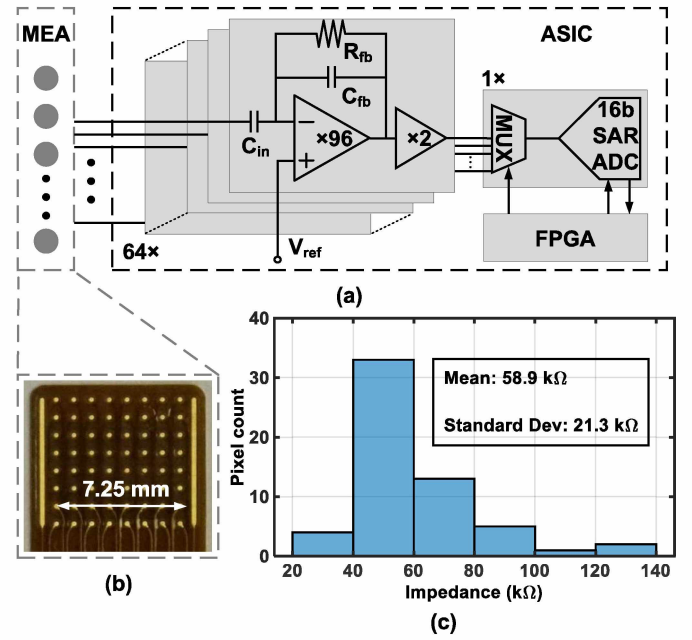 MEA
ASIC
R_fb
C_fb
1×
C_in
−
×96
+
×2
MUX
16b
SAR
ADC
64×
V_ref
FPGA
(a)
7.25 mm
(b)
Pixel count
40
30
20
10
0
Mean: 58.9 kΩ
Standard Dev: 21.3 kΩ
20 40 60 80 100 120 140
Impedance (kΩ)
(c)